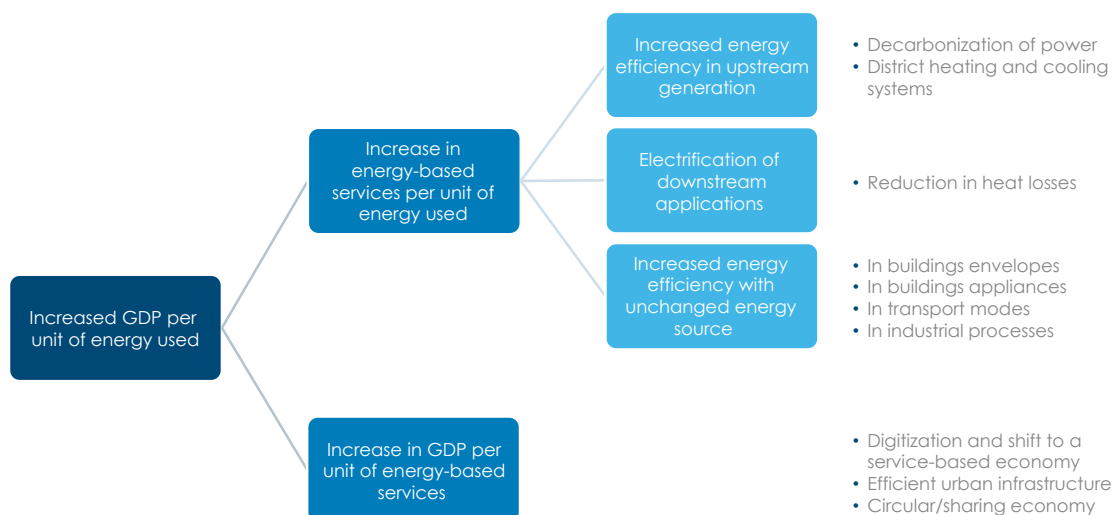 Increased energy
efficiency in upstream
generation
• Decarbonization of power
• District heating and cooling
systems
Increase in
energy-based
services per unit of
energy used
Electrification of
downstream
applications
• Reduction in heat losses
Increased energy
efficiency with
unchanged energy
source
• In buildings envelopes
• In buildings appliances
• In transport modes
• In industrial processes
Increased GDP per
unit of energy used
Increase in GDP per
unit of energy-based
services
• Digitization and shift to a
service-based economy
• Efficient urban infrastructure
• Circular/sharing economy